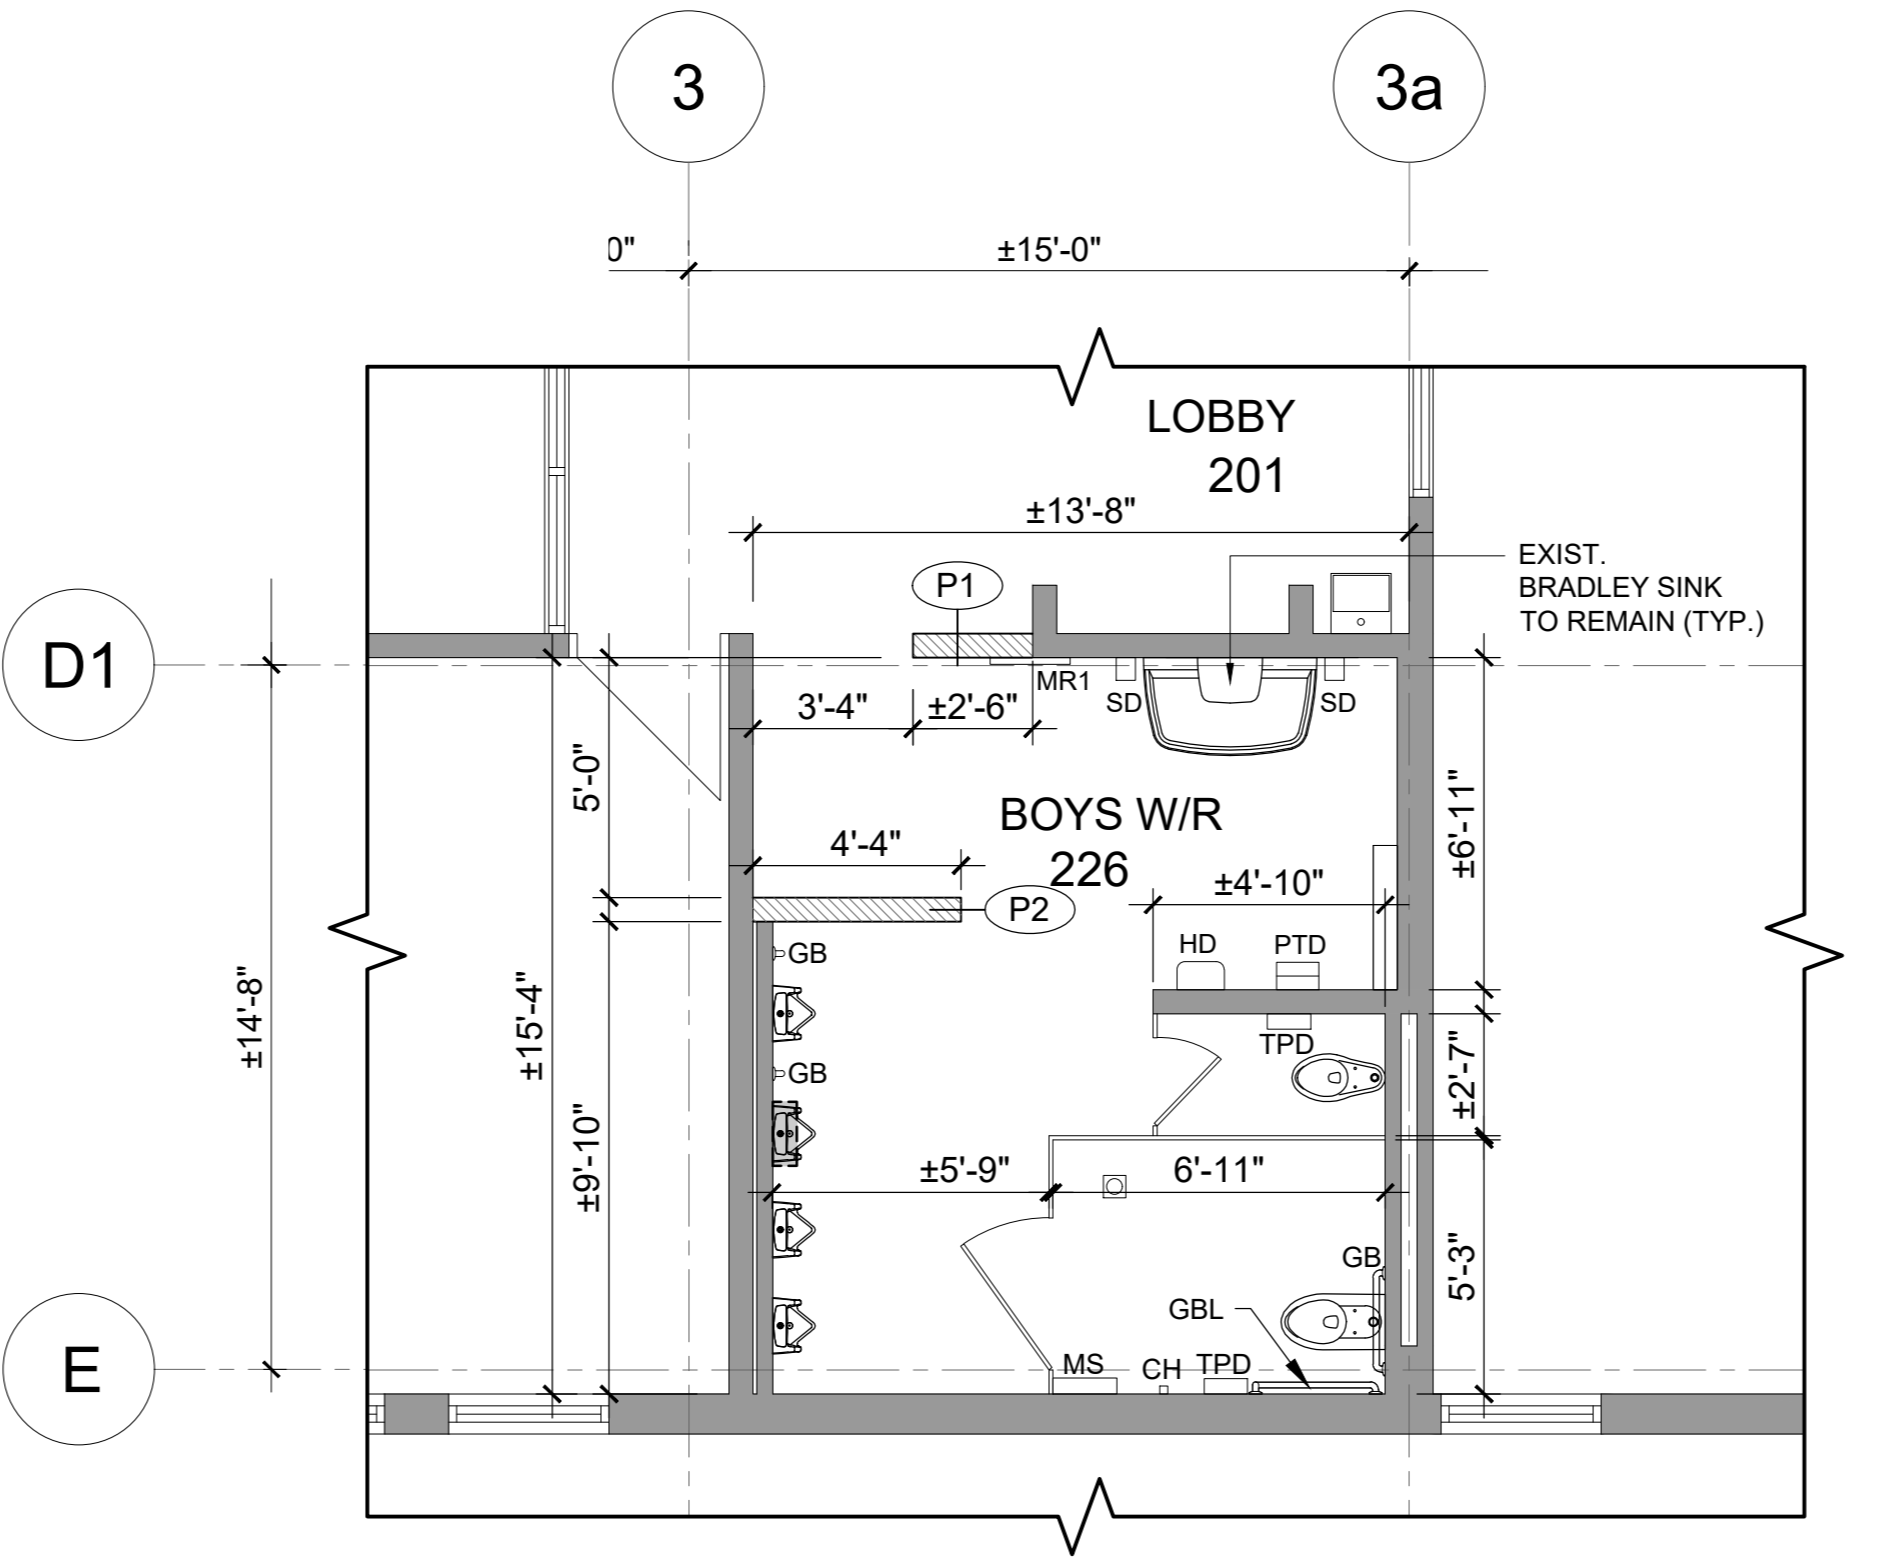 3
3a
0"
±15'-0"
LOBBY
201
±13'-8"
EXIST.
BRADLEY SINK
TO REMAIN (TYP.)
P1
D1
MR1
SD
SD
3'-4"
±2'-6"
5'-0"
BOYS W/R
226
4'-4"
±4'-10"
±6'-11"
P2
HD
PTD
GB
±14'-8"
±15'-4"
TPD
GB
±2'-7"
±9'-10"
±5'-9"
6'-11"
GB
5'-3"
GBL
E
MS
CH
TPD